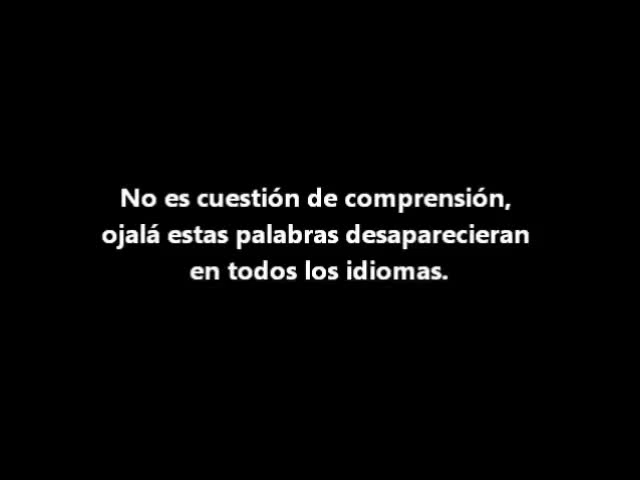 No es cuestión de comprensión,
ojalá estas palabras desaparecieran
en todos los idiomas.